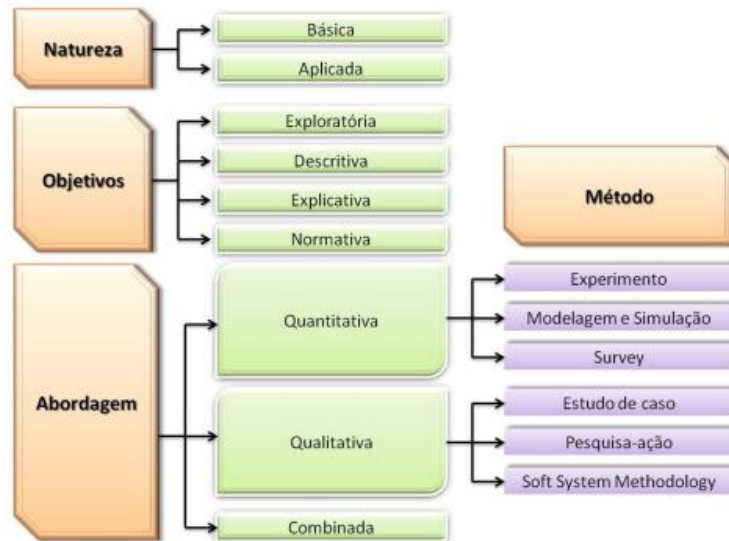 Natureza
Básica
Aplicada
Objetivos
Exploratória
Descritiva
Explicativa
Normativa
Método
Abordagem
Quantitativa
Experimento
Modelagem e Simulação
Survey
Qualitativa
Estudo de caso
Pesquisa-ação
Soft System Methodology
Combinada